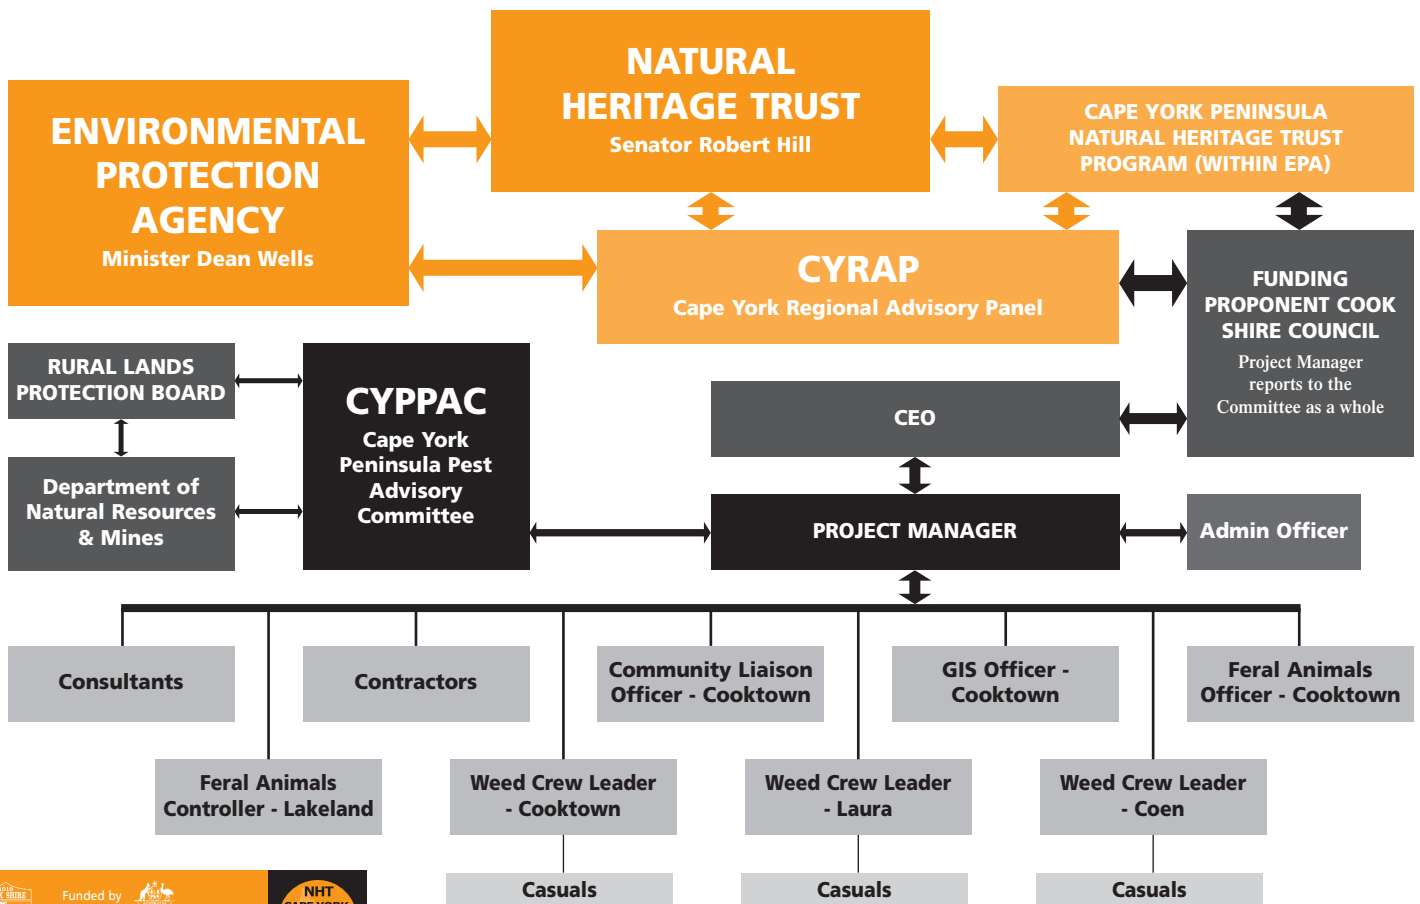 NATURAL
HERITAGE TRUST
Senator Robert Hill
ENVIRONMENTAL
PROTECTION
AGENCY
Minister Dean Wells
CAPE YORK PENINSULA
NATURAL HERITAGE TRUST
PROGRAM (WITHIN EPA)
CYRAP
Cape York Regional Advisory Panel
FUNDING
PROPONENT COOK
SHIRE COUNCIL
Project Manager
reports to the
Committee as a whole
RURAL LANDS
PROTECTION BOARD
CYPPAC
Cape York
Peninsula Pest
Advisory
Committee
CEO
Department of
Natural Resources
& Mines
PROJECT MANAGER
Admin Officer
Consultants
Contractors
Community Liaison
Officer - Cooktown
GIS Officer -
Cooktown
Feral Animals
Officer - Cooktown
Feral Animals
Controller - Lakeland
Weed Crew Leader
- Cooktown
Weed Crew Leader
- Laura
Weed Crew Leader
- Coen
Casuals
Casuals
Casuals
Funded by
NHT
CAPE YORK